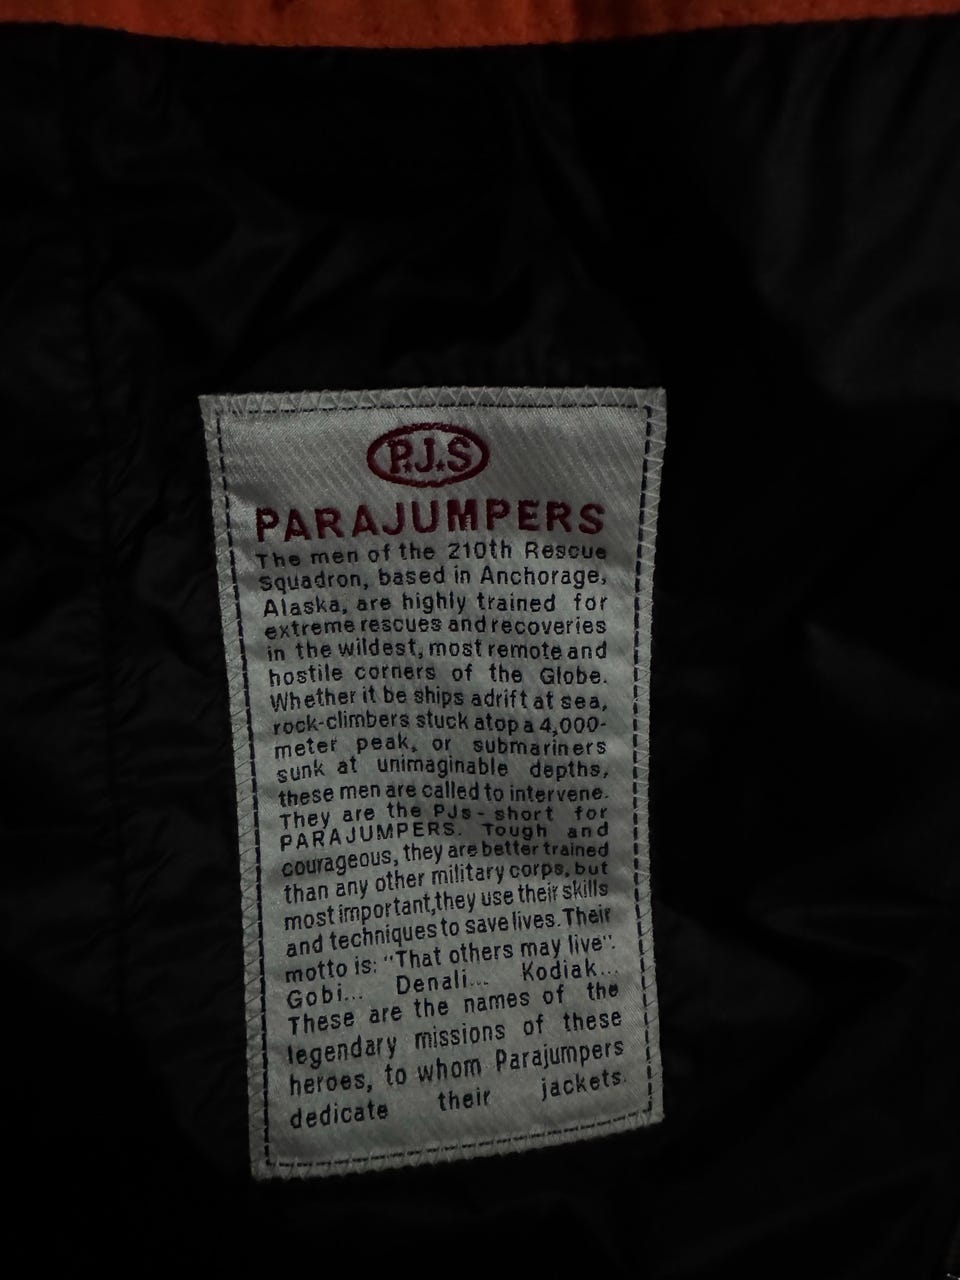 P.J.S
PARAJUMPERS
The men of the 210th Rescue
Squadron, based in Anchorage,
Alaska, are highly trained for
extreme rescues and recoveries
in the wildest, most remote and
hostile corners of the Globe.
Whether it be ships adrift at sea,
rock-climbers stuck atop a 4,000-
meter peak, or submariners
sunk at unimaginable depths,
these men are called to intervene.
They are the PJs - short for
PARAJUMPERS. Tough and
courageous, they are better trained
than any other military corps, but
most important, they use their skills
and techniques to save lives. Their
motto is: "That others may live".
Gobi... Denali... Kodiak...
These are the names of the
legendary missions of these
heroes, to whom Parajumpers
dedicate their jackets.